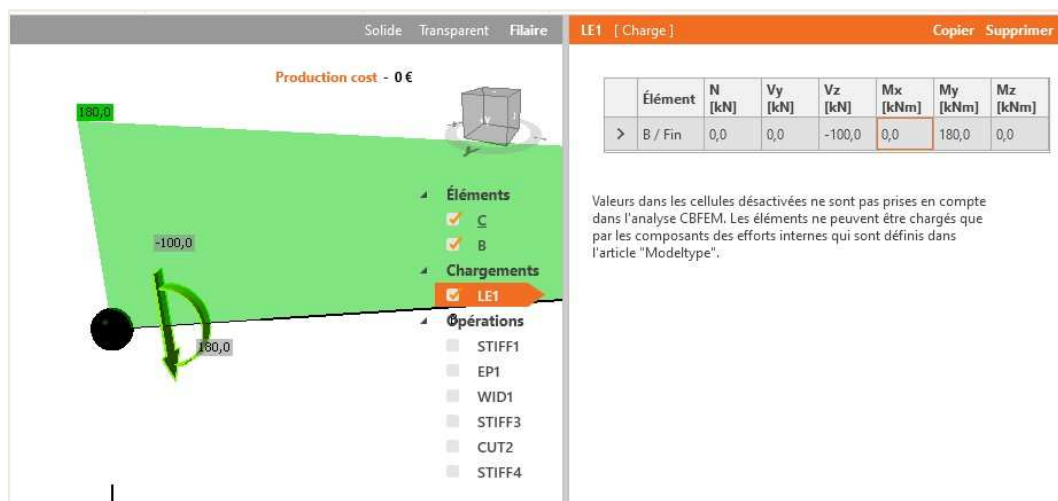 Solide Transparent Filaire
Production cost - 0 €
180,0
-100,0
180,0
Éléments
C
B
Chargements
LE1
Opérations
STIFF1
EP1
WID1
STIFF3
CUT2
STIFF4
LE1 [ Charge ] Copier Supprimer
Élément N [kN] Vy [kN] Vz [kN] Mx [kNm] My [kNm] Mz [kNm]
> B / Fin 0,0 0,0 -100,0 0,0 180,0 0,0
Valeurs dans les cellules désactivées ne sont pas prises en compte
dans l'analyse CBFEM. Les éléments ne peuvent être chargés que
par les composants des efforts internes qui sont définis dans
l'article "Modeltype".